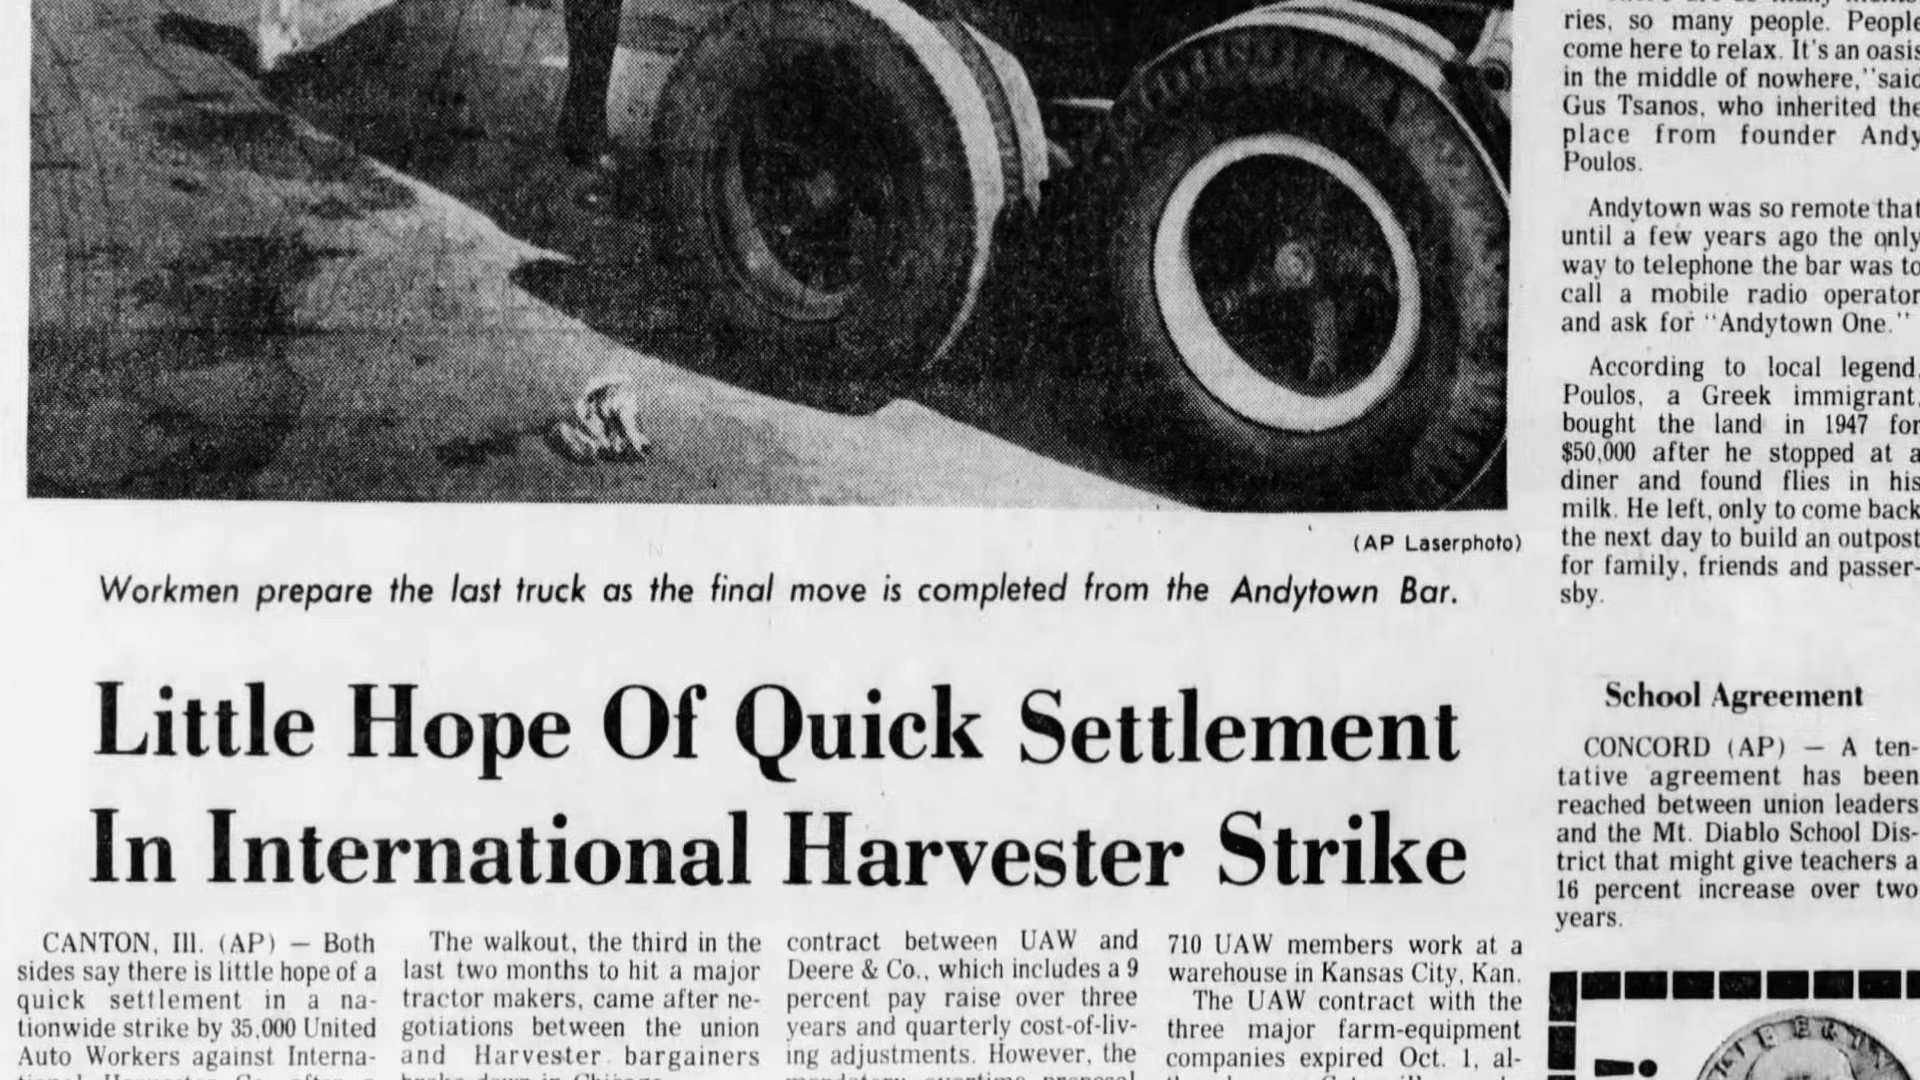 ries, so many people. People
come here to relax. It's an oasis
in the middle of nowhere," said
Gus Tsanos, who inherited the
place from founder Andy
Poulos.
Andytown was so remote that
until a few years ago the only
way to telephone the bar was to
call a mobile radio operator
and ask for "Andytown One."
According to local legend,
Poulos, a Greek immigrant,
bought the land in 1947 for
$50,000 after he stopped at a
diner and found flies in his
milk. He left, only to come back
the next day to build an outpost
for family, friends and passer-
sby.
(AP Laserphoto)
Workmen prepare the last truck as the final move is completed from the Andytown Bar.
Little Hope Of Quick Settlement
In International Harvester Strike
CANTON, Ill. (AP) — Both
sides say there is little hope of a
quick settlement in a na-
tionwide strike by 35,000 United
Auto Workers against Interna-
The walkout, the third in the
last two months to hit a major
tractor makers, came after ne-
gotiations between the union
and Harvester bargainers
contract between UAW and
Deere & Co., which includes a 9
percent pay raise over three
years and quarterly cost-of-liv-
ing adjustments. However, the
710 UAW members work at a
warehouse in Kansas City, Kan.
The UAW contract with the
three major farm-equipment
companies expired Oct. 1, al-
School Agreement
CONCORD (AP) — A ten-
tative agreement has been
reached between union leaders
and the Mt. Diablo School Dis-
trict that might give teachers a
16 percent increase over two
years.
LIBERTY